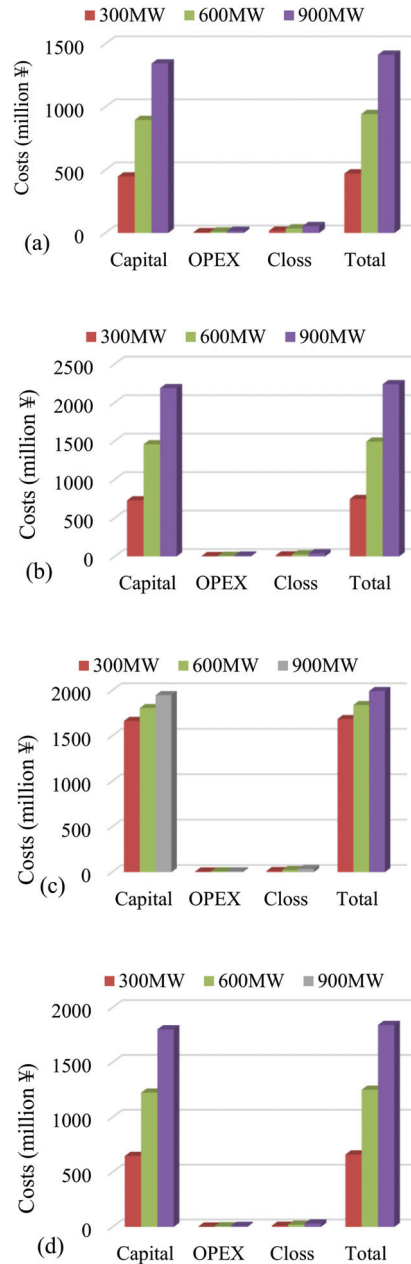 300MW 600MW 900MW
1500
1000
500
0
Costs (million ¥)
Capital OPEX Closs Total
(a)
300MW 600MW 900MW
2500
2000
1500
1000
500
0
Costs (million ¥)
Capital OPEX Closs Total
(b)
300MW 600MW 900MW
2000
1500
1000
500
0
Costs (million ¥)
Capital OPEX Closs Total
(c)
300MW 600MW 900MW
2000
1500
1000
500
0
Costs (million ¥)
Capital OPEX Closs Total
(d)